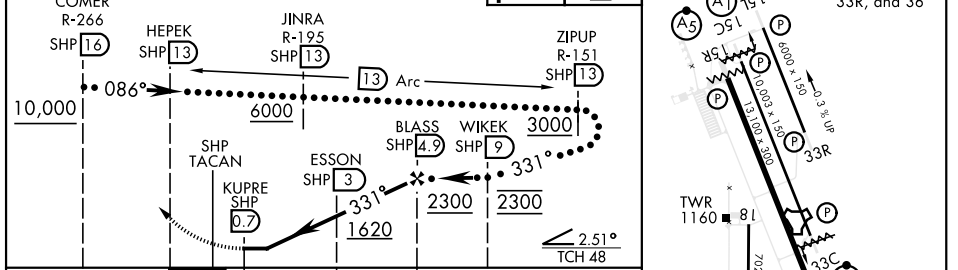 COMER
R-266
SHP 16
HEPEK
SHP 13
JINRA
R-195
SHP 13
ZIPUP
R-151
SHP 13
086°
13 Arc
10,000
6000
3000
BLASS
SHP 4.9
WIKEK
SHP 9
331°
SHP
TACAN
ESSON
SHP 3
KUPRE
SHP
0.7
331°
2300
2300
1620
2.51°
TCH 48
33R, and 36
A5
A1
15L
15C
15R
P
P
P
P
P
6000 x 150
10,003 x 150
13,100 x 300
0.3% UP
33R
TWR
1160
18
702
33C